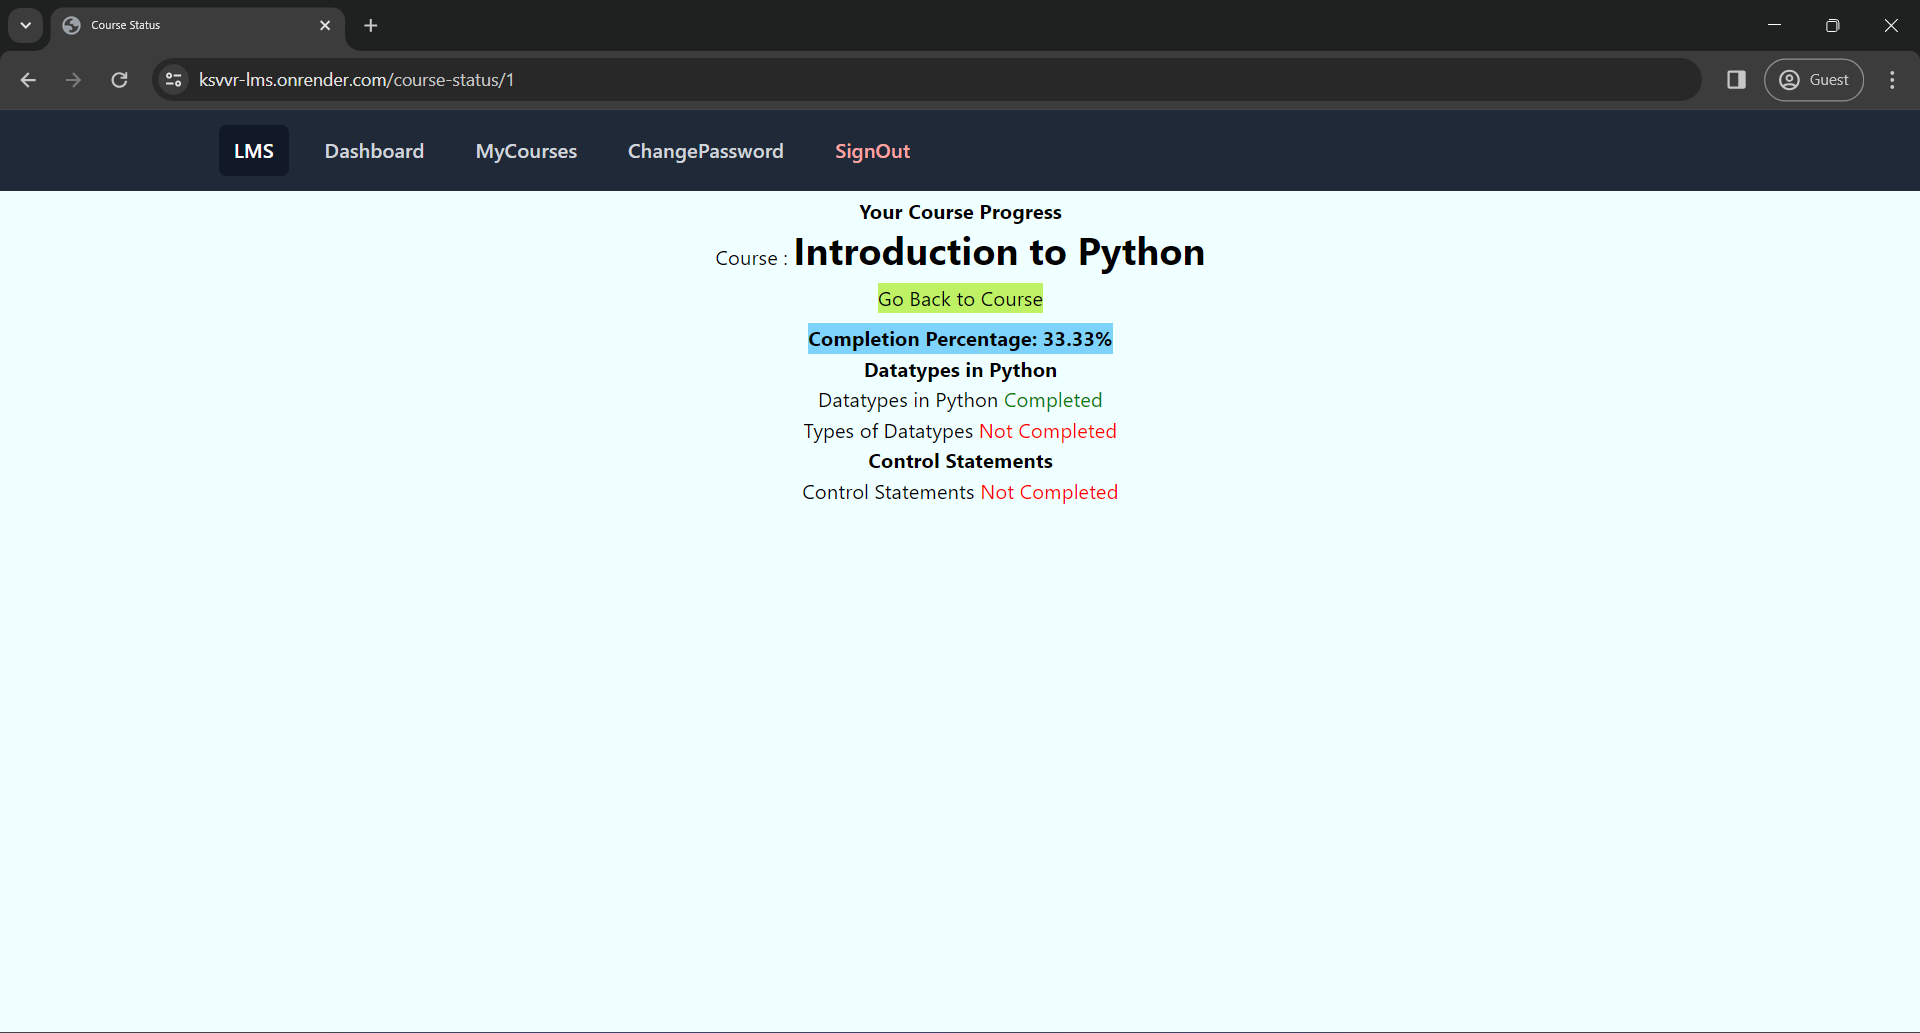 Course Status
ksvvr-lms.onrender.com/course-status/1
Guest
LMS Dashboard MyCourses ChangePassword SignOut
Your Course Progress
Course : Introduction to Python
Go Back to Course
Completion Percentage: 33.33%
Datatypes in Python
Datatypes in Python Completed
Types of Datatypes Not Completed
Control Statements
Control Statements Not Completed